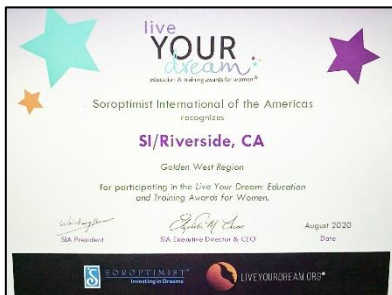 live
YOUR
dream
education & training awards for women®
Soroptimist International of the Americas
recognizes
SI/Riverside, CA
Golden West Region
for participating in the Live Your Dream: Education
and Training Awards for Women.
August 2020
SIA President
SIA Executive Director & CEO
Date
S SOROPTIMIST®
Investing in Dreams
LIVEYOURDREAM.ORG®